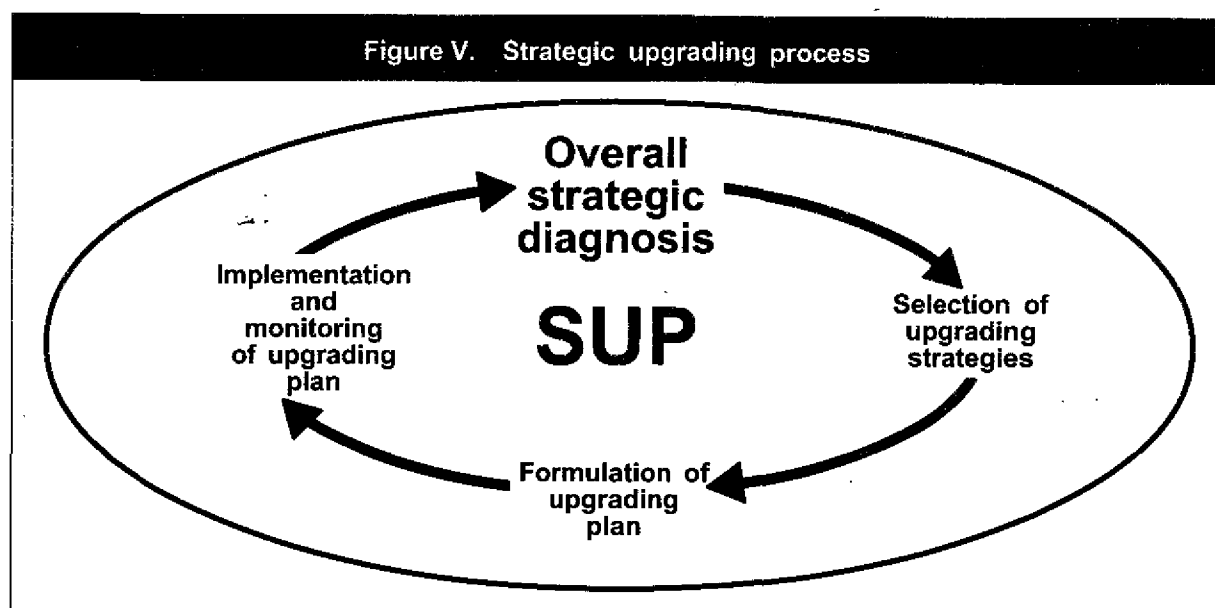 Figure V. Strategic upgrading process
Overall
strategic
diagnosis
Implementation
and
monitoring
of upgrading
plan
SUP
Selection of
upgrading
strategies
Formulation of
upgrading
plan